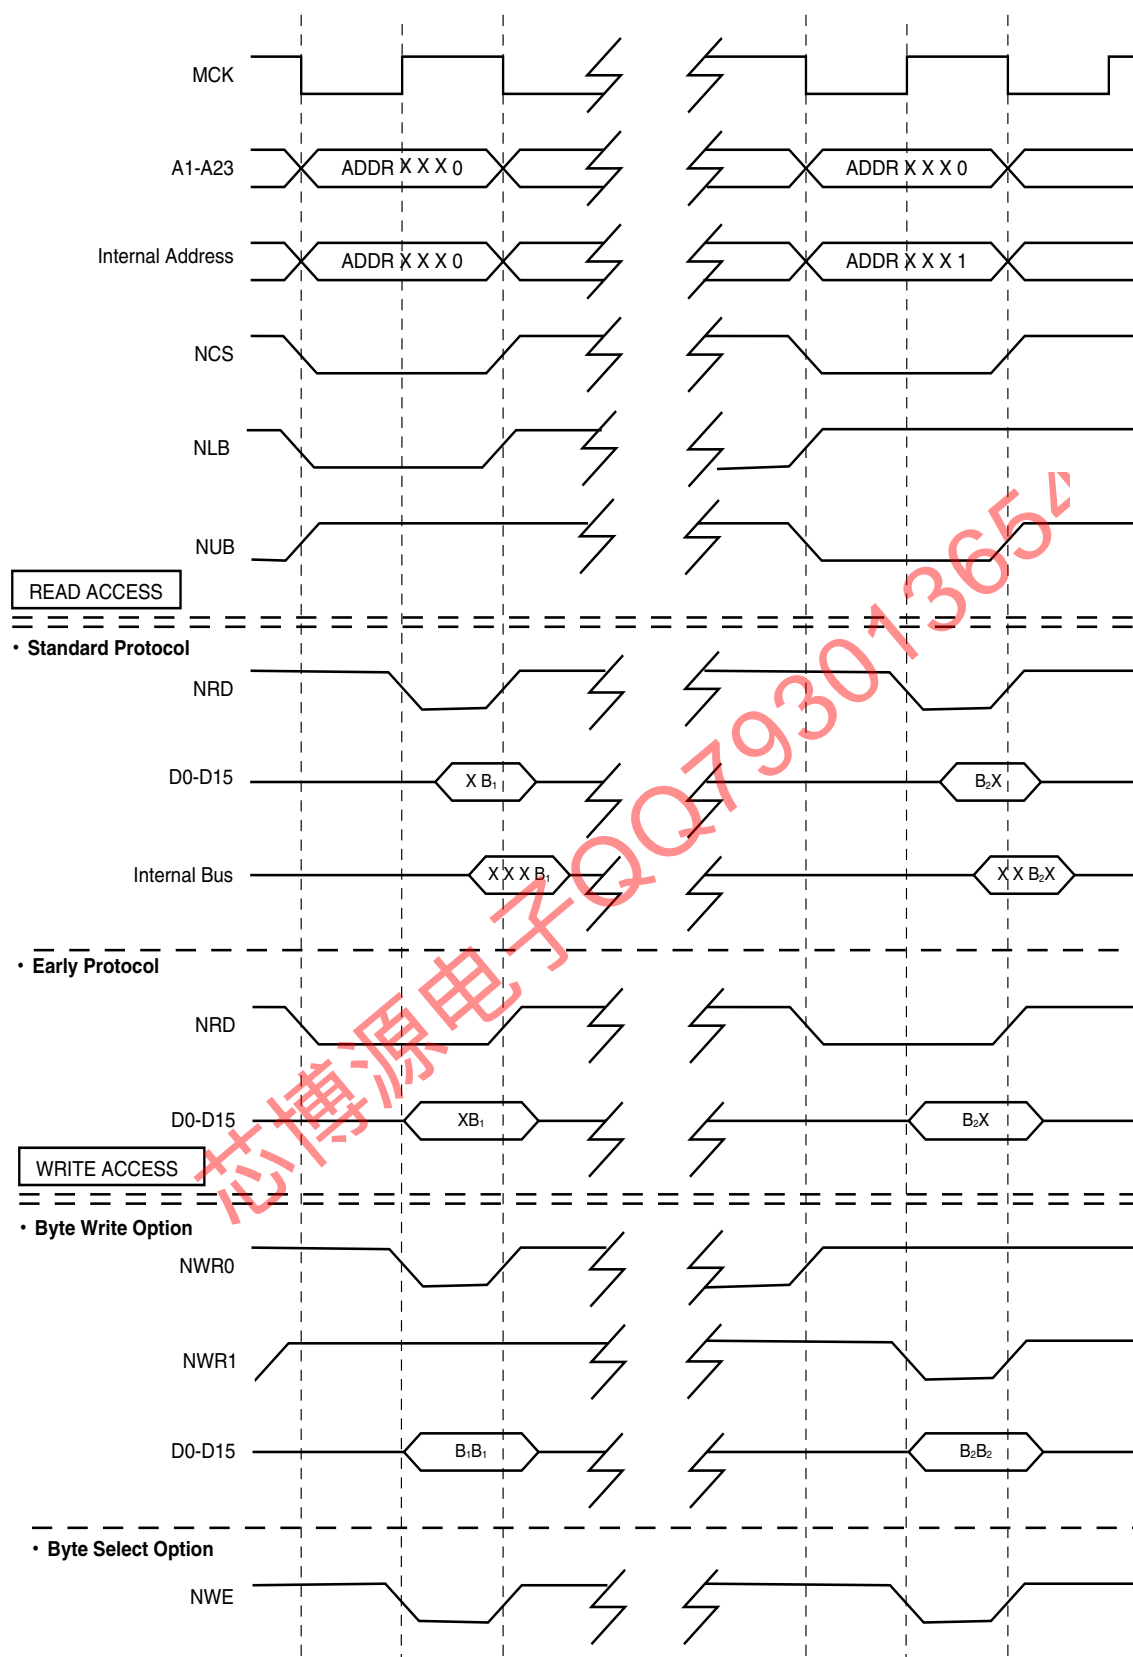 MCK
A1-A23 ADDR X X X 0 ADDR X X X 0
Internal Address ADDR X X X 0 ADDR X X X 1
NCS
NLB
NUB
READ ACCESS
• Standard Protocol
NRD
D0-D15 X B₁ B₂X
Internal Bus X X X B₁ X X B₂X
• Early Protocol
NRD
D0-D15 XB₁ B₂X
WRITE ACCESS
• Byte Write Option
NWR0
NWR1
D0-D15 B₁B₁ B₂B₂
• Byte Select Option
NWE
芯博源电子QQ793013654